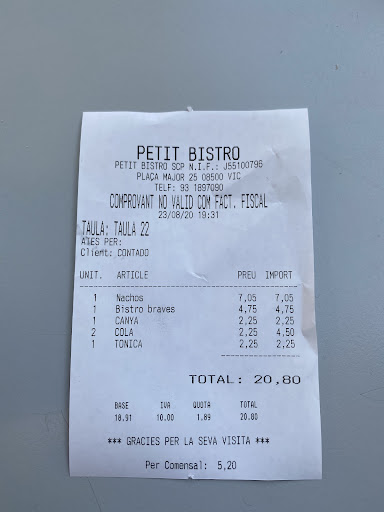 PETIT BISTRO
PETIT BISTRO SCP N.I.F.: J55100796
PLAÇA MAJOR 25 08500 VIC
TELF: 93 1897090
COMPROVANT NO VALID COM FACT. FISCAL
23/08/20 19:31
TAULA: TAULA 22
ATES PER:
Client: CONTADO
UNIT. ARTICLE PREU IMPORT
1 Nachos 7,05 7,05
1 Bistro braves 4,75 4,75
1 CANYA 2,25 2,25
2 COLA 2,25 4,50
1 TONICA 2,25 2,25
TOTAL: 20,80
BASE IVA QUOTA TOTAL
18.91 10.00 1.89 20.80
*** GRACIES PER LA SEVA VISITA ***
Per Comensal: 5,20